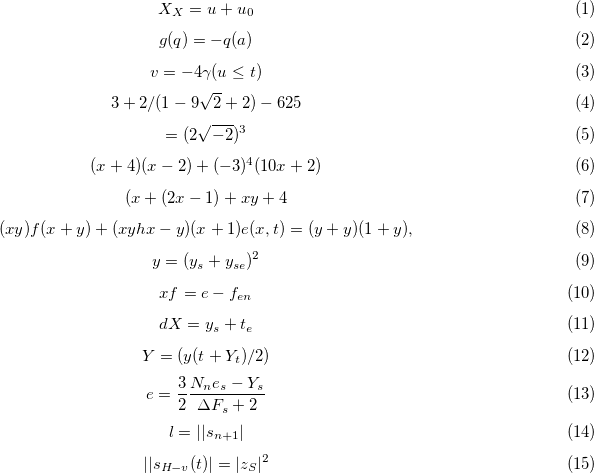 X_X = u + u_0 (1)
g(q) = −q(a) (2)
v = −4γ(u ≤ t) (3)
3 + 2/(1 − 9√2 + 2) − 625 (4)
= (2√−2)^3 (5)
(x + 4)(x − 2) + (−3)^4(10x + 2) (6)
(x + (2x − 1) + xy + 4 (7)
(xy)f(x + y) + (xyhx − y)(x + 1)e(x, t) = (y + y)(1 + y), (8)
y = (y_s + y_{se})^2 (9)
xf = e − f_{en} (10)
dX = y_s + t_e (11)
Y = (y(t + Y_t)/2) (12)
e = \frac{3}{2} \frac{N_n e_s − Y_s}{ΔF_s + 2} (13)
l = ||s_{n+1}| (14)
||s_{H−v}(t)| = |z_S|^2 (15)